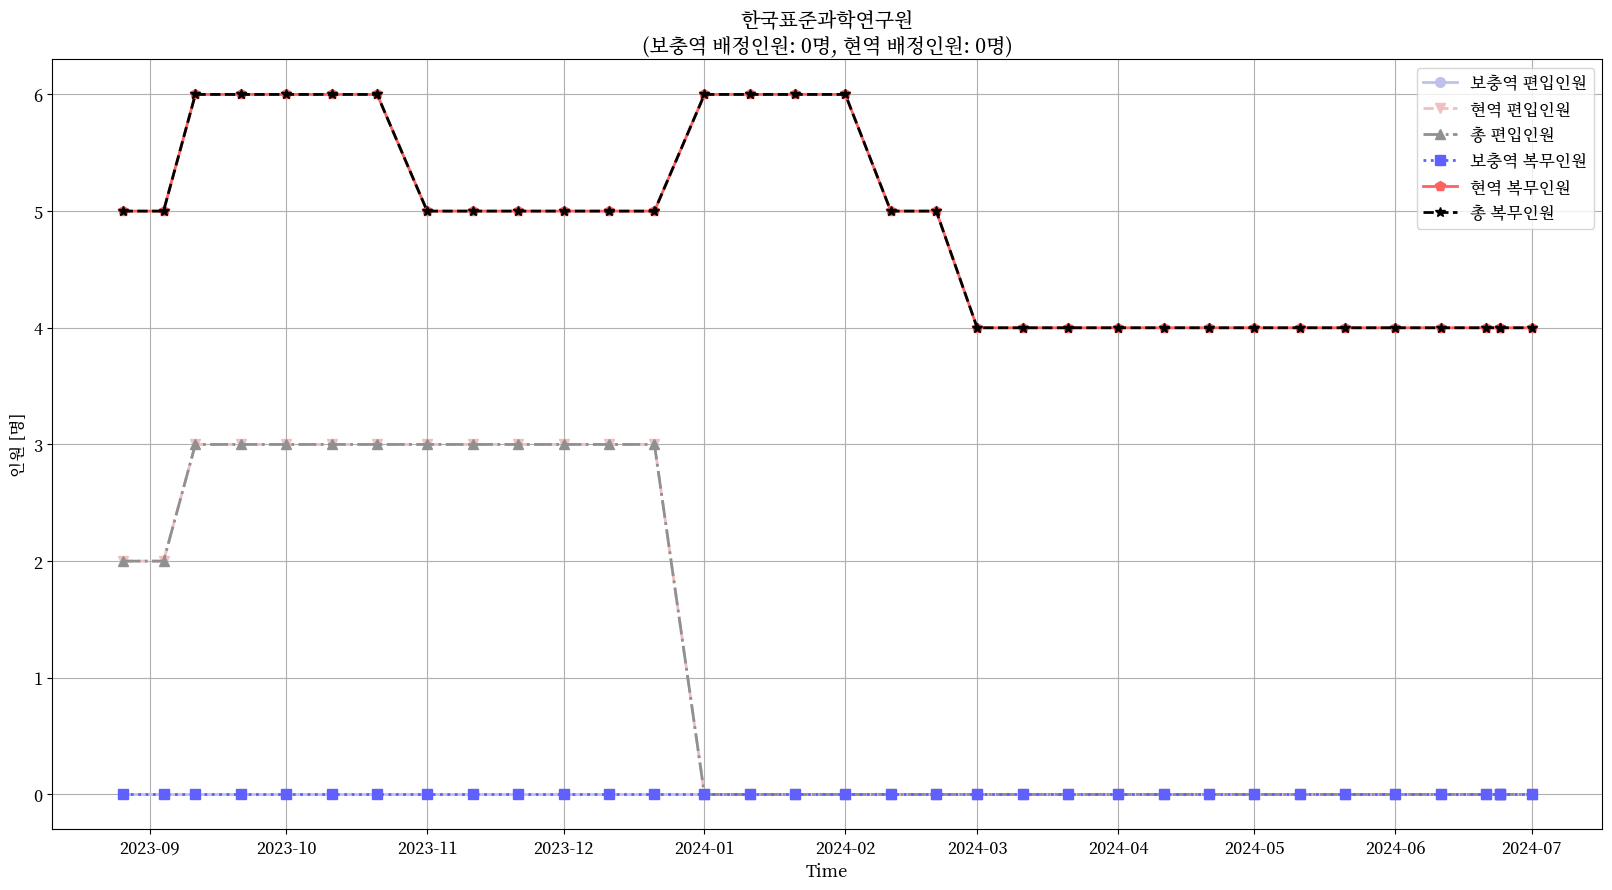 한국표준과학연구원
(보충역 배정인원: 0명, 현역 배정인원: 0명)
보충역 편입인원
현역 편입인원
총 편입인원
보충역 복무인원
현역 복무인원
총 복무인원
인원 [명]
6
5
4
3
2
1
0
2023-09 2023-10 2023-11 2023-12 2024-01 2024-02 2024-03 2024-04 2024-05 2024-06 2024-07
Time